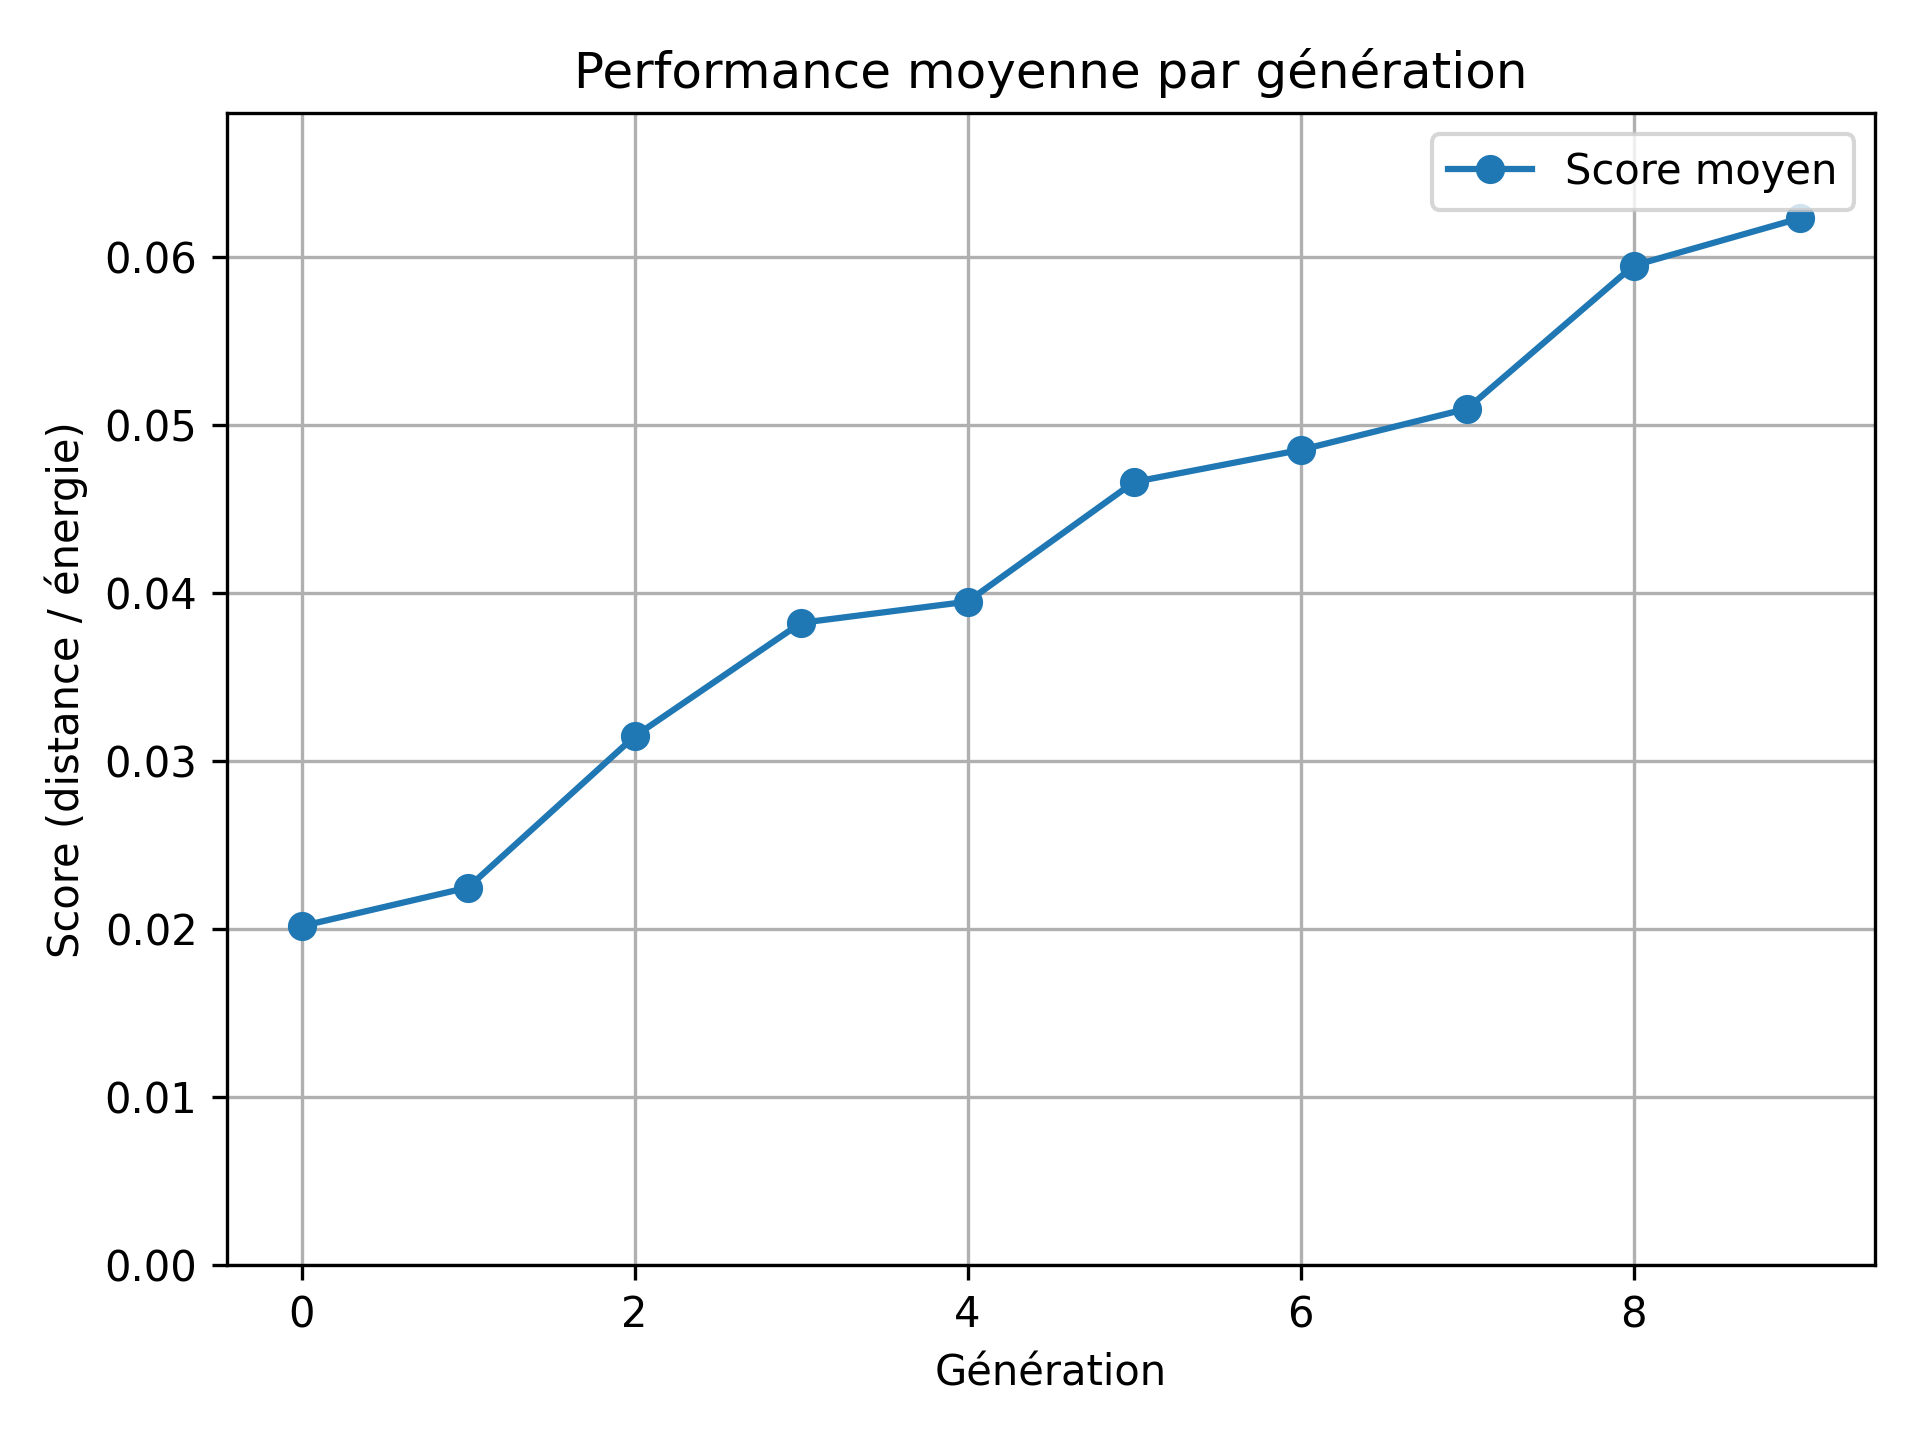 Performance moyenne par génération
Score moyen
0.06
0.05
0.04
0.03
0.02
0.01
0.00
Score (distance / énergie)
0 2 4 6 8
Génération